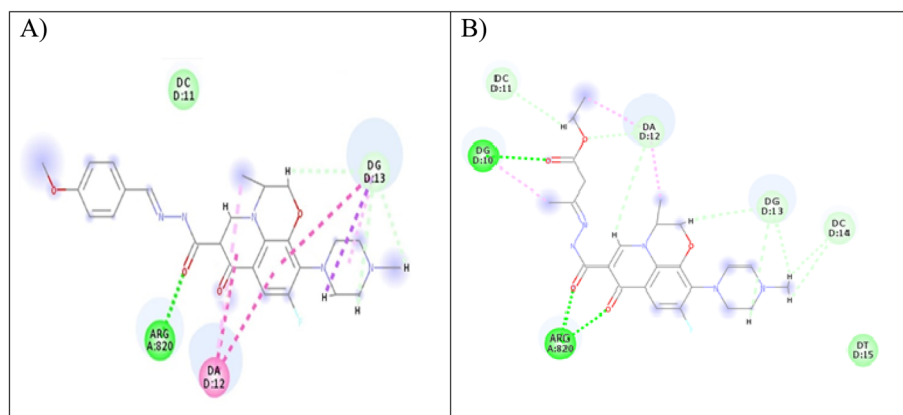 A)
DC
D:11
H
DG
D:13
O
H
O
N
N
N
N
N
H
O
O
H
H
F
ARG
A:820
DA
D:12
B)
DC
D:11
H
O
DA
D:12
DG
D:10
O
DG
D:13
DC
D:14
N
H
H
N
N
O
H
O
N
N
H
H
O
F
H
ARG
A:820
DT
D:15